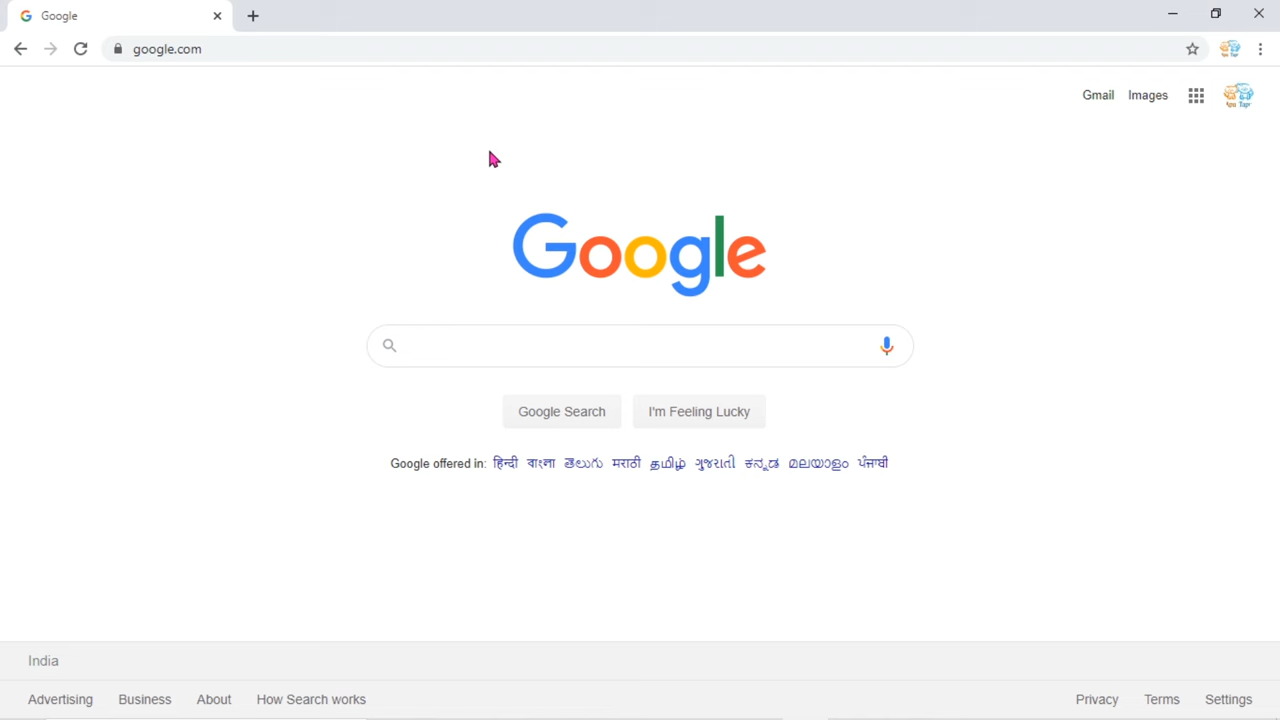 Google
google.com
Gmail Images
Google
Google Search I'm Feeling Lucky
Google offered in: हिन्दी বাংলা తెలుగు मराठी தமிழ் ગુજરાતી ಕನ್ನಡ മലയാളം ਪੰਜਾਬੀ
India
Advertising Business About How Search works Privacy Terms Settings